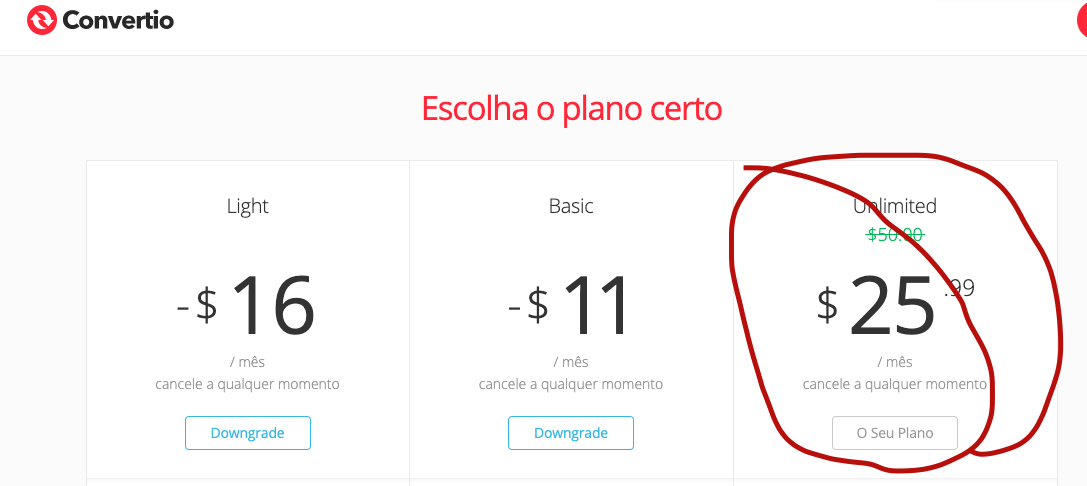 Convertio
Escolha o plano certo
Light
-$ 16
/ mês
cancele a qualquer momento
Downgrade
Basic
-$ 11
/ mês
cancele a qualquer momento
Downgrade
Unlimited
$50.00
$ 25.99
/ mês
cancele a qualquer momento
O Seu Plano